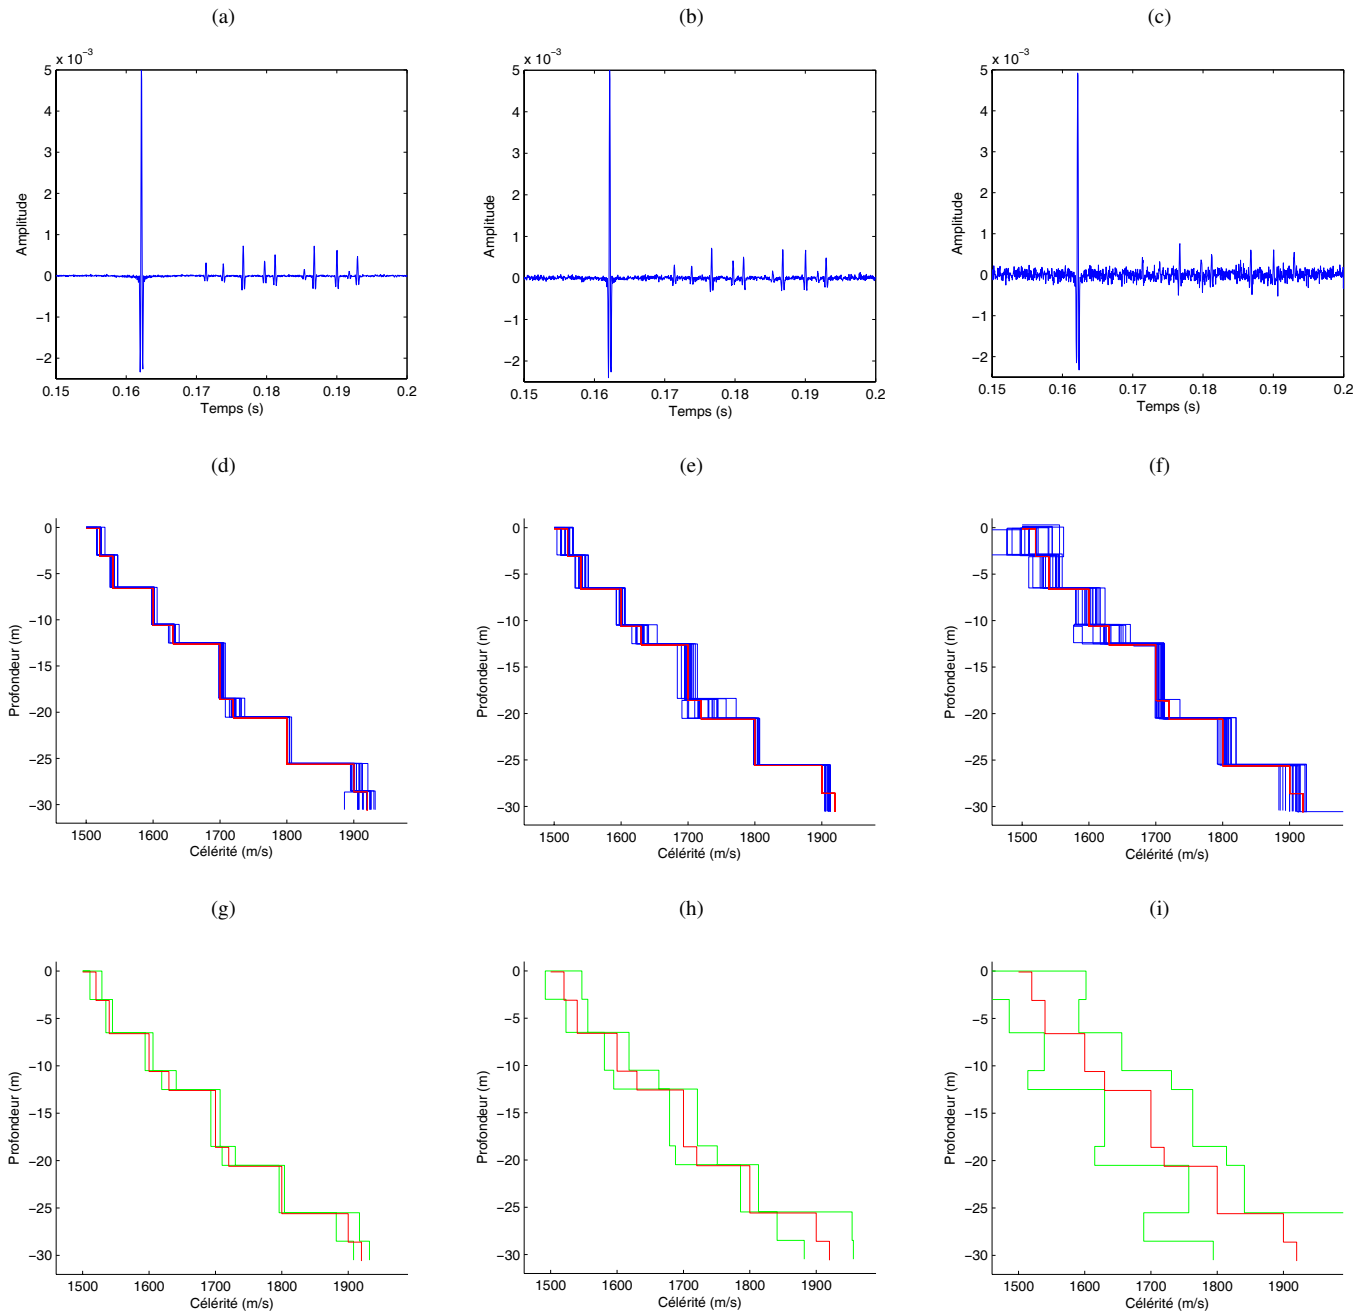 (a)
(b)
(c)
x 10⁻³
5
4
3
2
1
0
−1
−2
0.15 0.16 0.17 0.18 0.19 0.2
Amplitude
Temps (s)
x 10⁻³
5
4
3
2
1
0
−1
−2
0.15 0.16 0.17 0.18 0.19 0.2
Amplitude
Temps (s)
x 10⁻³
5
4
3
2
1
0
−1
−2
0.15 0.16 0.17 0.18 0.19 0.2
Amplitude
Temps (s)
(d)
(e)
(f)
0
−5
−10
−15
−20
−25
−30
1500 1600 1700 1800 1900
Profondeur (m)
Célérité (m/s)
0
−5
−10
−15
−20
−25
−30
1500 1600 1700 1800 1900
Profondeur (m)
Célérité (m/s)
0
−5
−10
−15
−20
−25
−30
1500 1600 1700 1800 1900
Profondeur (m)
Célérité (m/s)
(g)
(h)
(i)
0
−5
−10
−15
−20
−25
−30
1500 1600 1700 1800 1900
Profondeur (m)
Célérité (m/s)
0
−5
−10
−15
−20
−25
−30
1500 1600 1700 1800 1900
Profondeur (m)
Célérité (m/s)
0
−5
−10
−15
−20
−25
−30
1500 1600 1700 1800 1900
Profondeur (m)
Célérité (m/s)